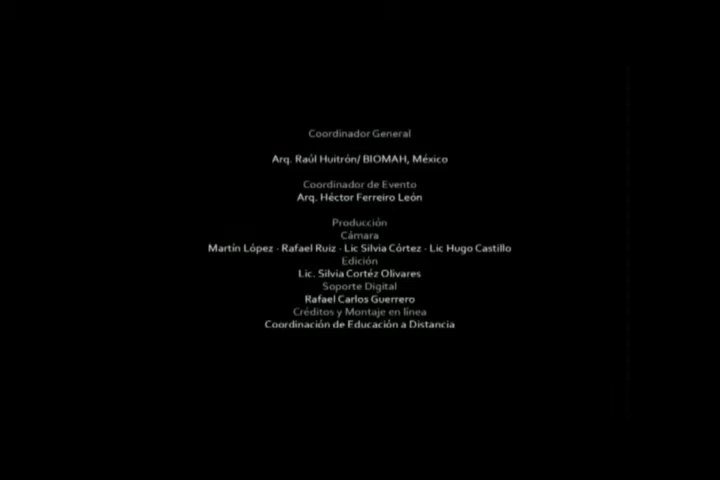 Coordinador General
Arq. Raúl Huitrón/ BIOMAH, México
Coordinador de Evento
Arq. Héctor Ferreiro León
Producción
Cámara
Martín López · Rafael Ruiz · Lic Silvia Córtez · Lic Hugo Castillo
Edición
Lic. Silvia Cortéz Olivares
Soporte Digital
Rafael Carlos Guerrero
Créditos y Montaje en línea
Coordinación de Educación a Distancia